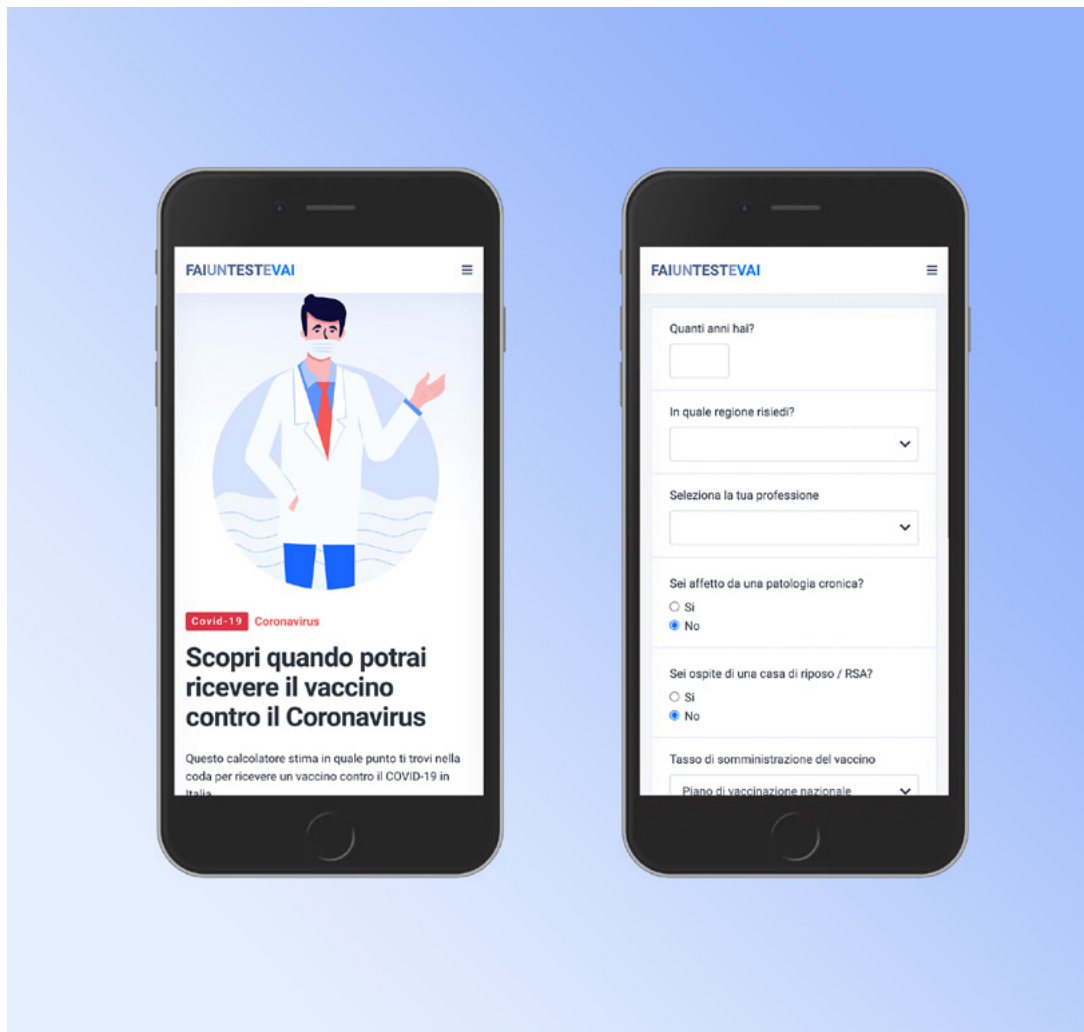 FAIUNTESTEVAI
Covid-19 Coronavirus
Scopri quando potrai
ricevere il vaccino
contro il Coronavirus
Questo calcolatore stima in quale punto ti trovi nella
coda per ricevere un vaccino contro il COVID-19 in
Italia
FAIUNTESTEVAI
Quanti anni hai?
In quale regione risiedi?
Seleziona la tua professione
Sei affetto da una patologia cronica?
Si
No
Sei ospite di una casa di riposo / RSA?
Si
No
Tasso di somministrazione del vaccino
Piano di vaccinazione nazionale